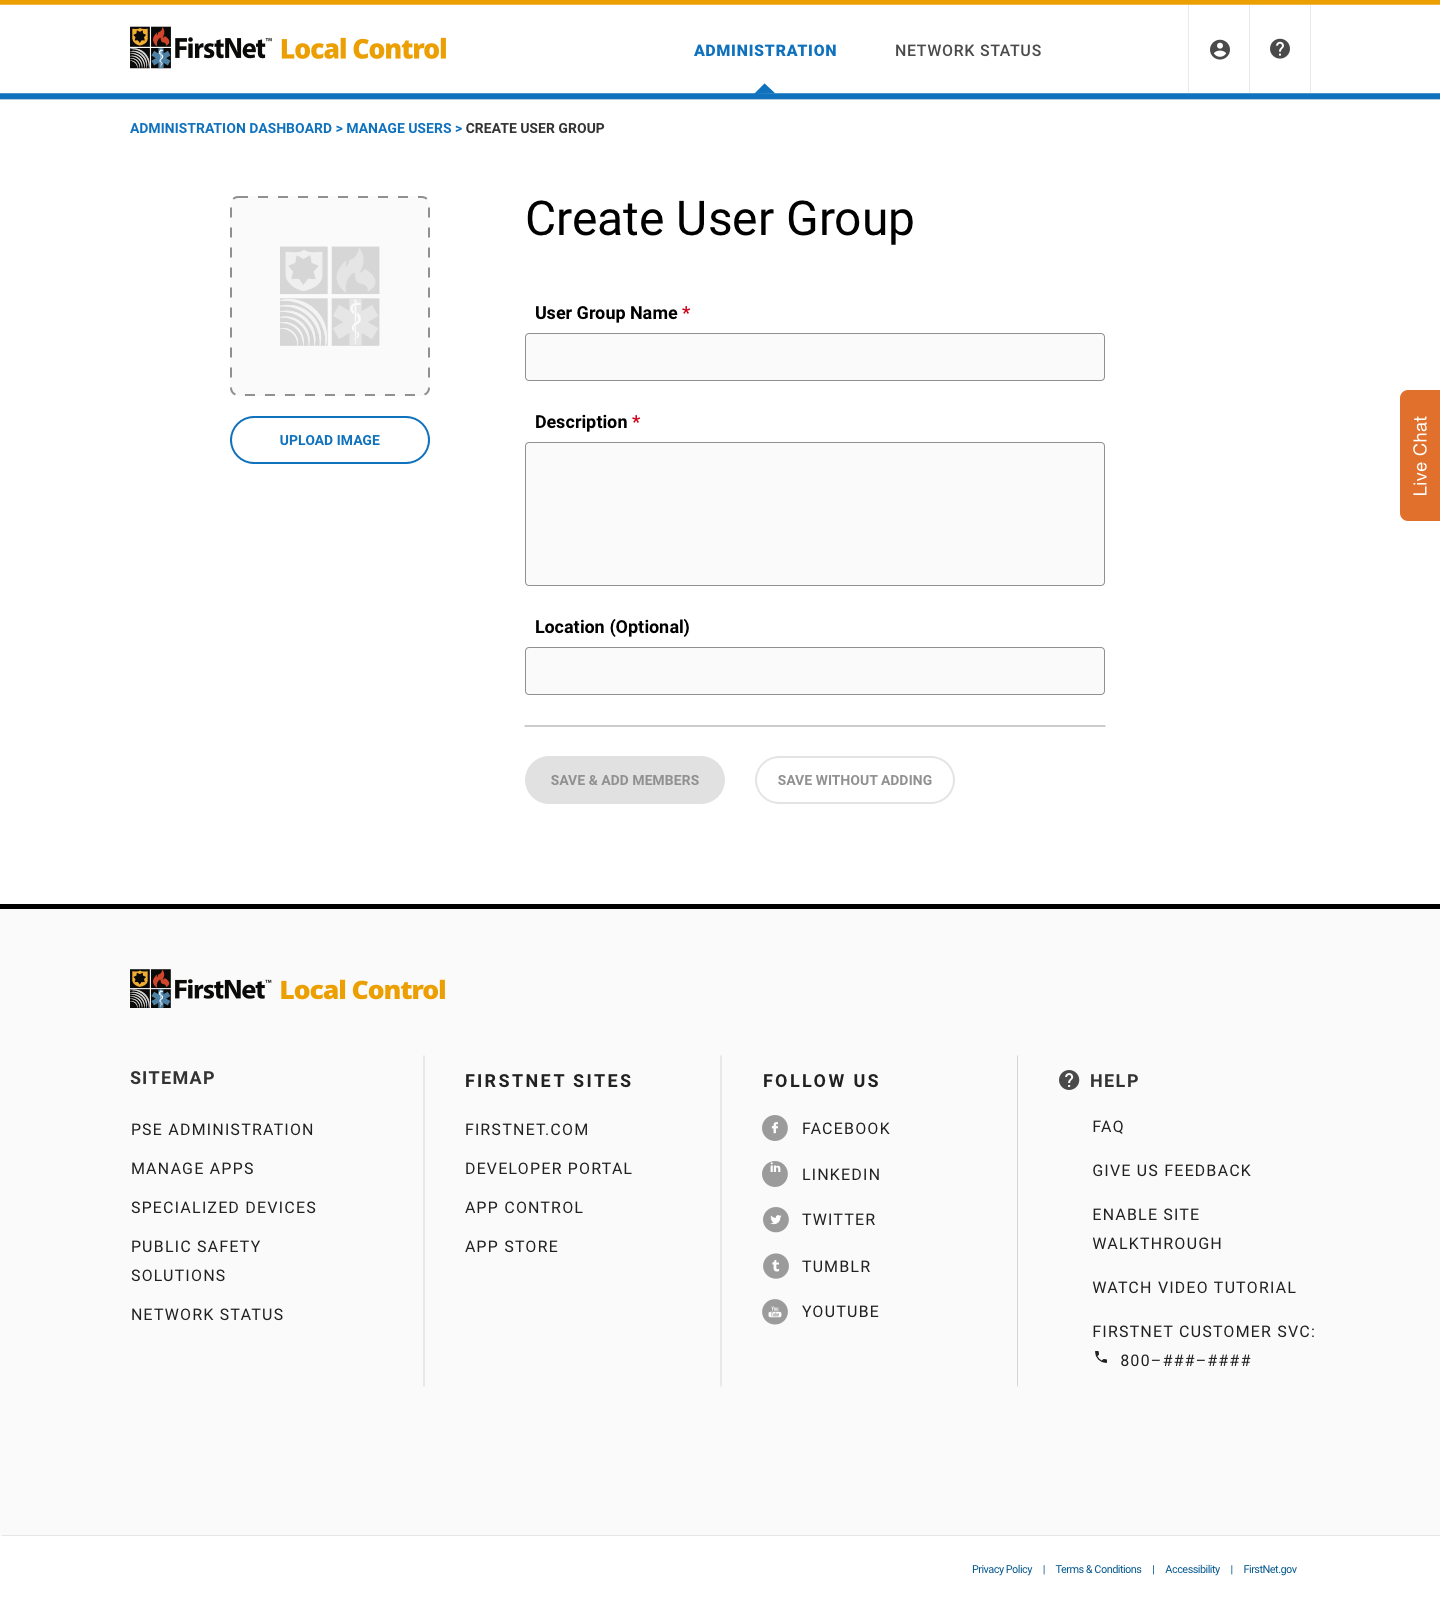 FirstNet™ Local Control
ADMINISTRATION
NETWORK STATUS
ADMINISTRATION DASHBOARD > MANAGE USERS > CREATE USER GROUP
Create User Group
User Group Name *
Description *
UPLOAD IMAGE
Live Chat
Location (Optional)
SAVE & ADD MEMBERS
SAVE WITHOUT ADDING
FirstNet™ Local Control
SITEMAP
PSE ADMINISTRATION
MANAGE APPS
SPECIALIZED DEVICES
PUBLIC SAFETY
SOLUTIONS
NETWORK STATUS
FIRSTNET SITES
FIRSTNET.COM
DEVELOPER PORTAL
APP CONTROL
APP STORE
FOLLOW US
FACEBOOK
LINKEDIN
TWITTER
TUMBLR
YOUTUBE
HELP
FAQ
GIVE US FEEDBACK
ENABLE SITE
WALKTHROUGH
WATCH VIDEO TUTORIAL
FIRSTNET CUSTOMER SVC:
800–###–####
Privacy Policy | Terms & Conditions | Accessibility | FirstNet.gov